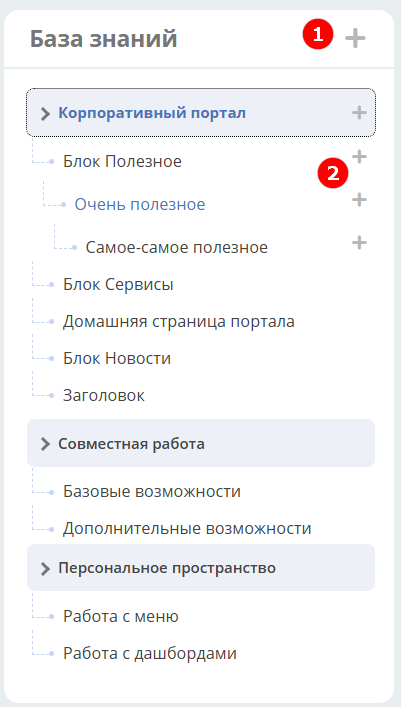 База знаний
1
Корпоративный портал
Блок Полезное
2
Очень полезное
Самое-самое полезное
Блок Сервисы
Домашняя страница портала
Блок Новости
Заголовок
Совместная работа
Базовые возможности
Дополнительные возможности
Персональное пространство
Работа с меню
Работа с дашбордами